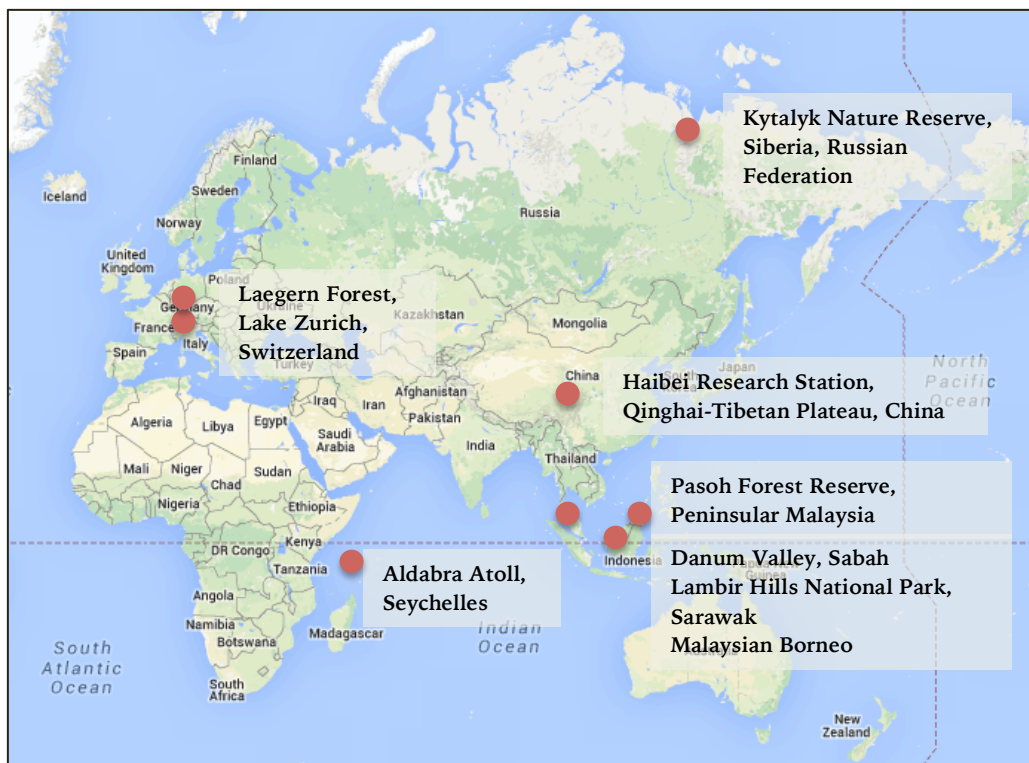 Kytalyk Nature Reserve,
Siberia, Russian
Federation
Iceland
Finland
Sweden
Norway
Russia
United
Kingdom
Poland
Laegern Forest,
Lake Zurich,
Switzerland
Germany
Ukraine
France
Kazakhstan
Mongolia
Italy
Spain
Turkey
North
Pacific
Ocean
Japan
China
South
Haibei Research Station,
Qinghai-Tibetan Plateau, China
Afghanistan
Iraq
Iran
Pakistan
Algeria
Libya
Egypt
Saudi
Arabia
India
Thailand
Mali
Niger
Sudan
Chad
Nigeria
Ethiopia
Pasoh Forest Reserve,
Peninsular Malaysia
Kenya
DR Congo
Tanzania
Indonesia
Guinea
Danum Valley, Sabah
Lambir Hills National Park,
Sarawak
Malaysian Borneo
Aldabra Atoll,
Seychelles
Angola
Namibia
Botswana
Madagascar
Indian
Ocean
Australia
South
Atlantic
Ocean
South
Africa
New
Zealand